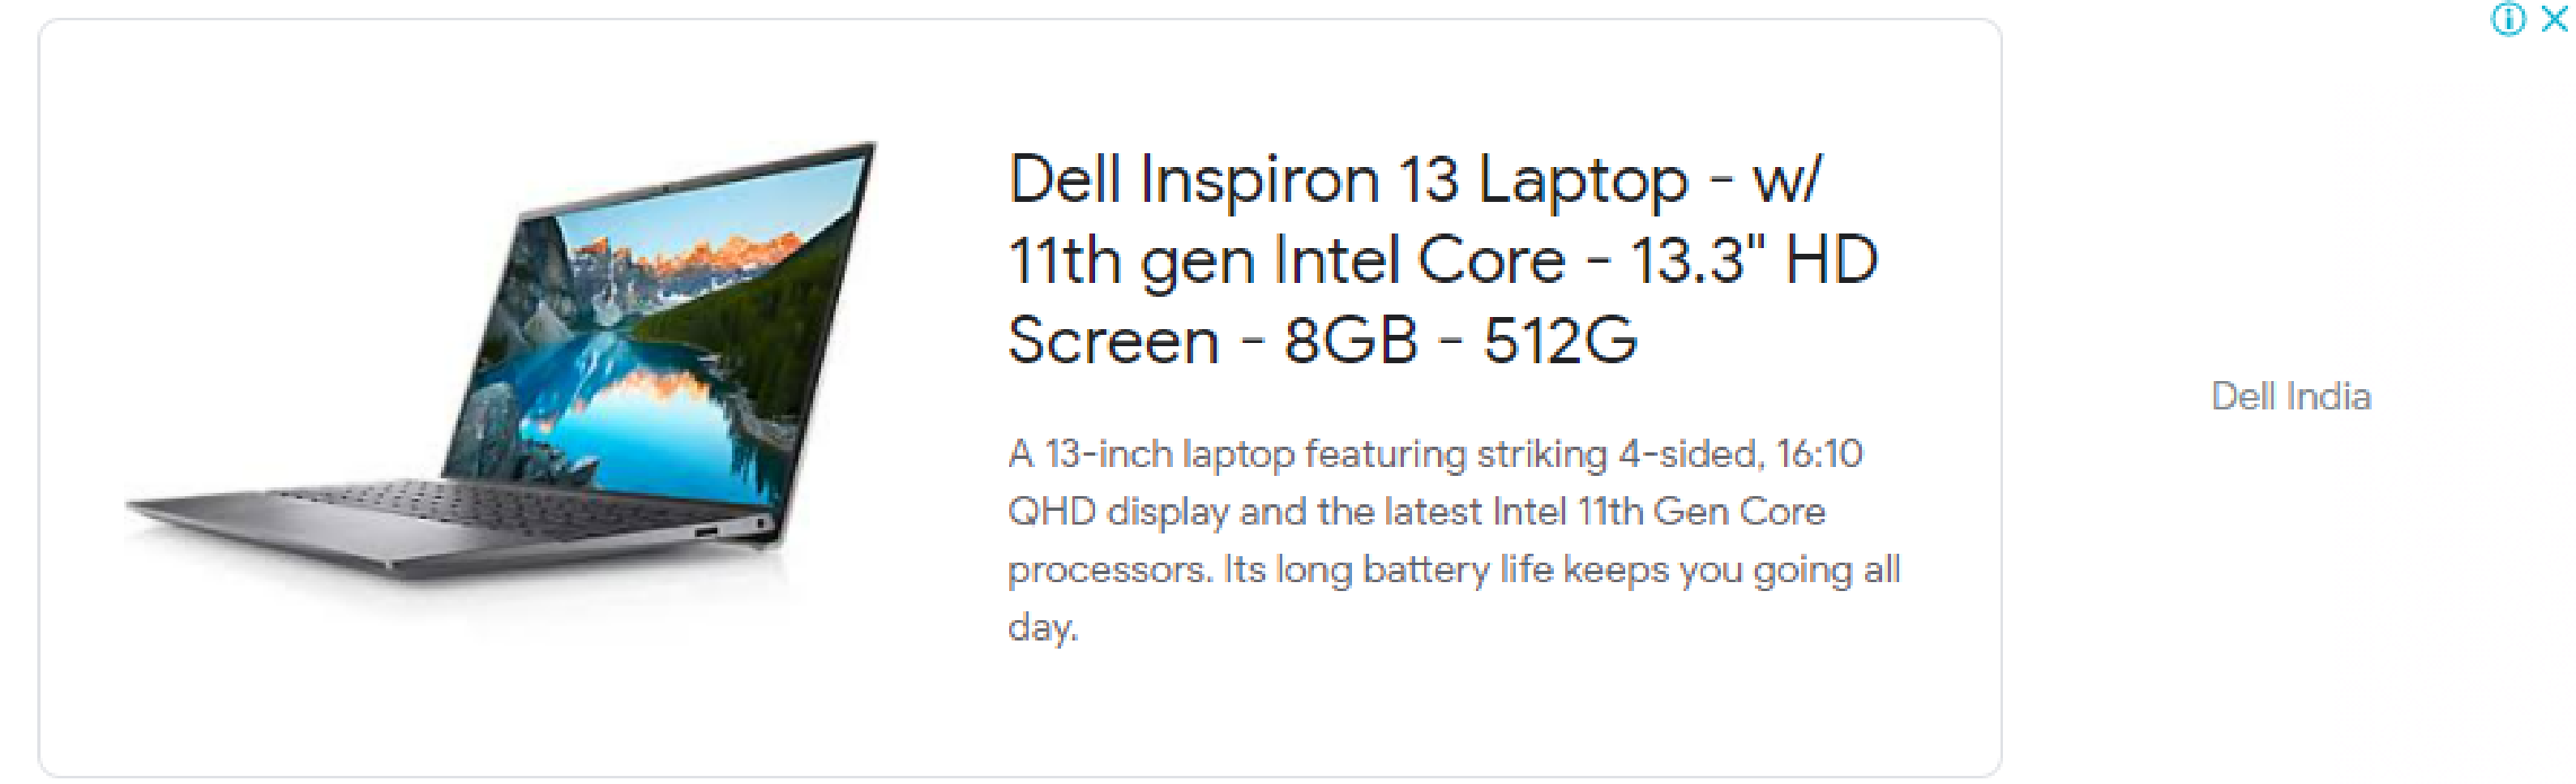 Dell Inspiron 13 Laptop - w/
11th gen Intel Core - 13.3" HD
Screen - 8GB - 512G
A 13-inch laptop featuring striking 4-sided, 16:10
QHD display and the latest Intel 11th Gen Core
processors. Its long battery life keeps you going all
day.
Dell India